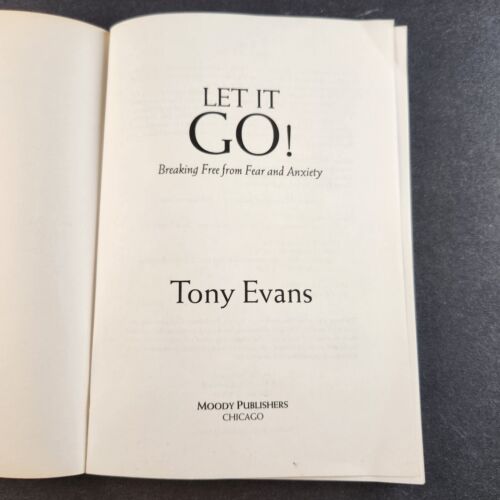 LET IT
GO!
Breaking Free from Fear and Anxiety
Tony Evans
MOODY PUBLISHERS
CHICAGO